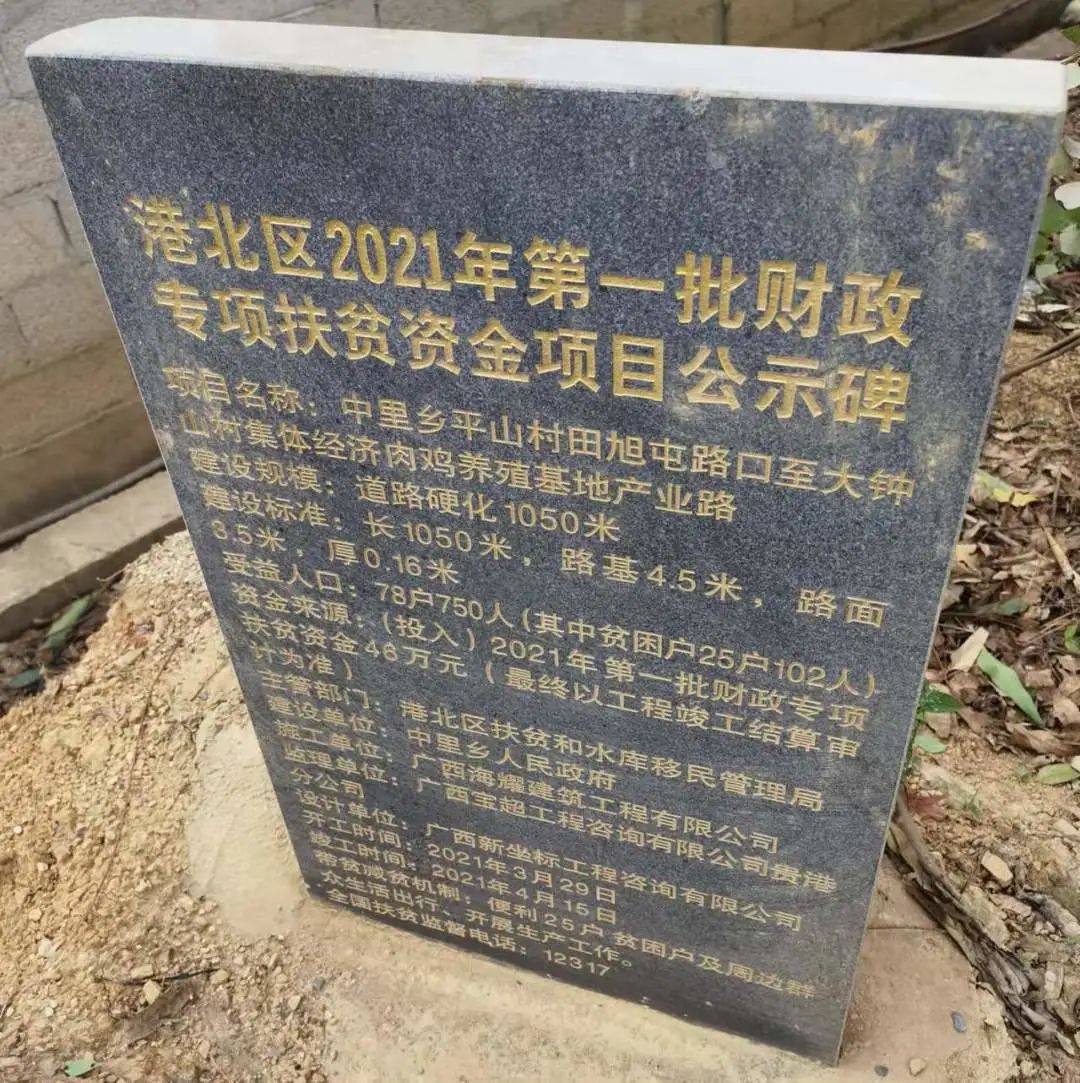 港北区2021年第一批财政
专项扶贫资金项目公示碑
项目名称：中里乡平山村田旭屯路口至大钟
山村集体经济肉鸡养殖基地产业路
建设规模：道路硬化1050米
建设标准：长1050米，路基4.5米，路面
3.5米，厚0.16米
受益人口：78户750人(其中贫困户25户102人)
资金来源：(投入)2021年第一批财政专项
扶贫资金46万元(最终以工程竣工结算审
计为准)
主管部门：港北区扶贫和水库移民管理局
建设单位：中里乡人民政府
施工单位：广西海耀建筑工程有限公司
监理单位：广西宝超工程咨询有限公司贵港
分公司
设计单位：广西新坐标工程咨询有限公司
开工时间：2021年3月29日
竣工时间：2021年4月15日
带贫减贫机制：便利25户贫困户及周边群
众生活出行、开展生产工作。
全国扶贫监督电话：12317